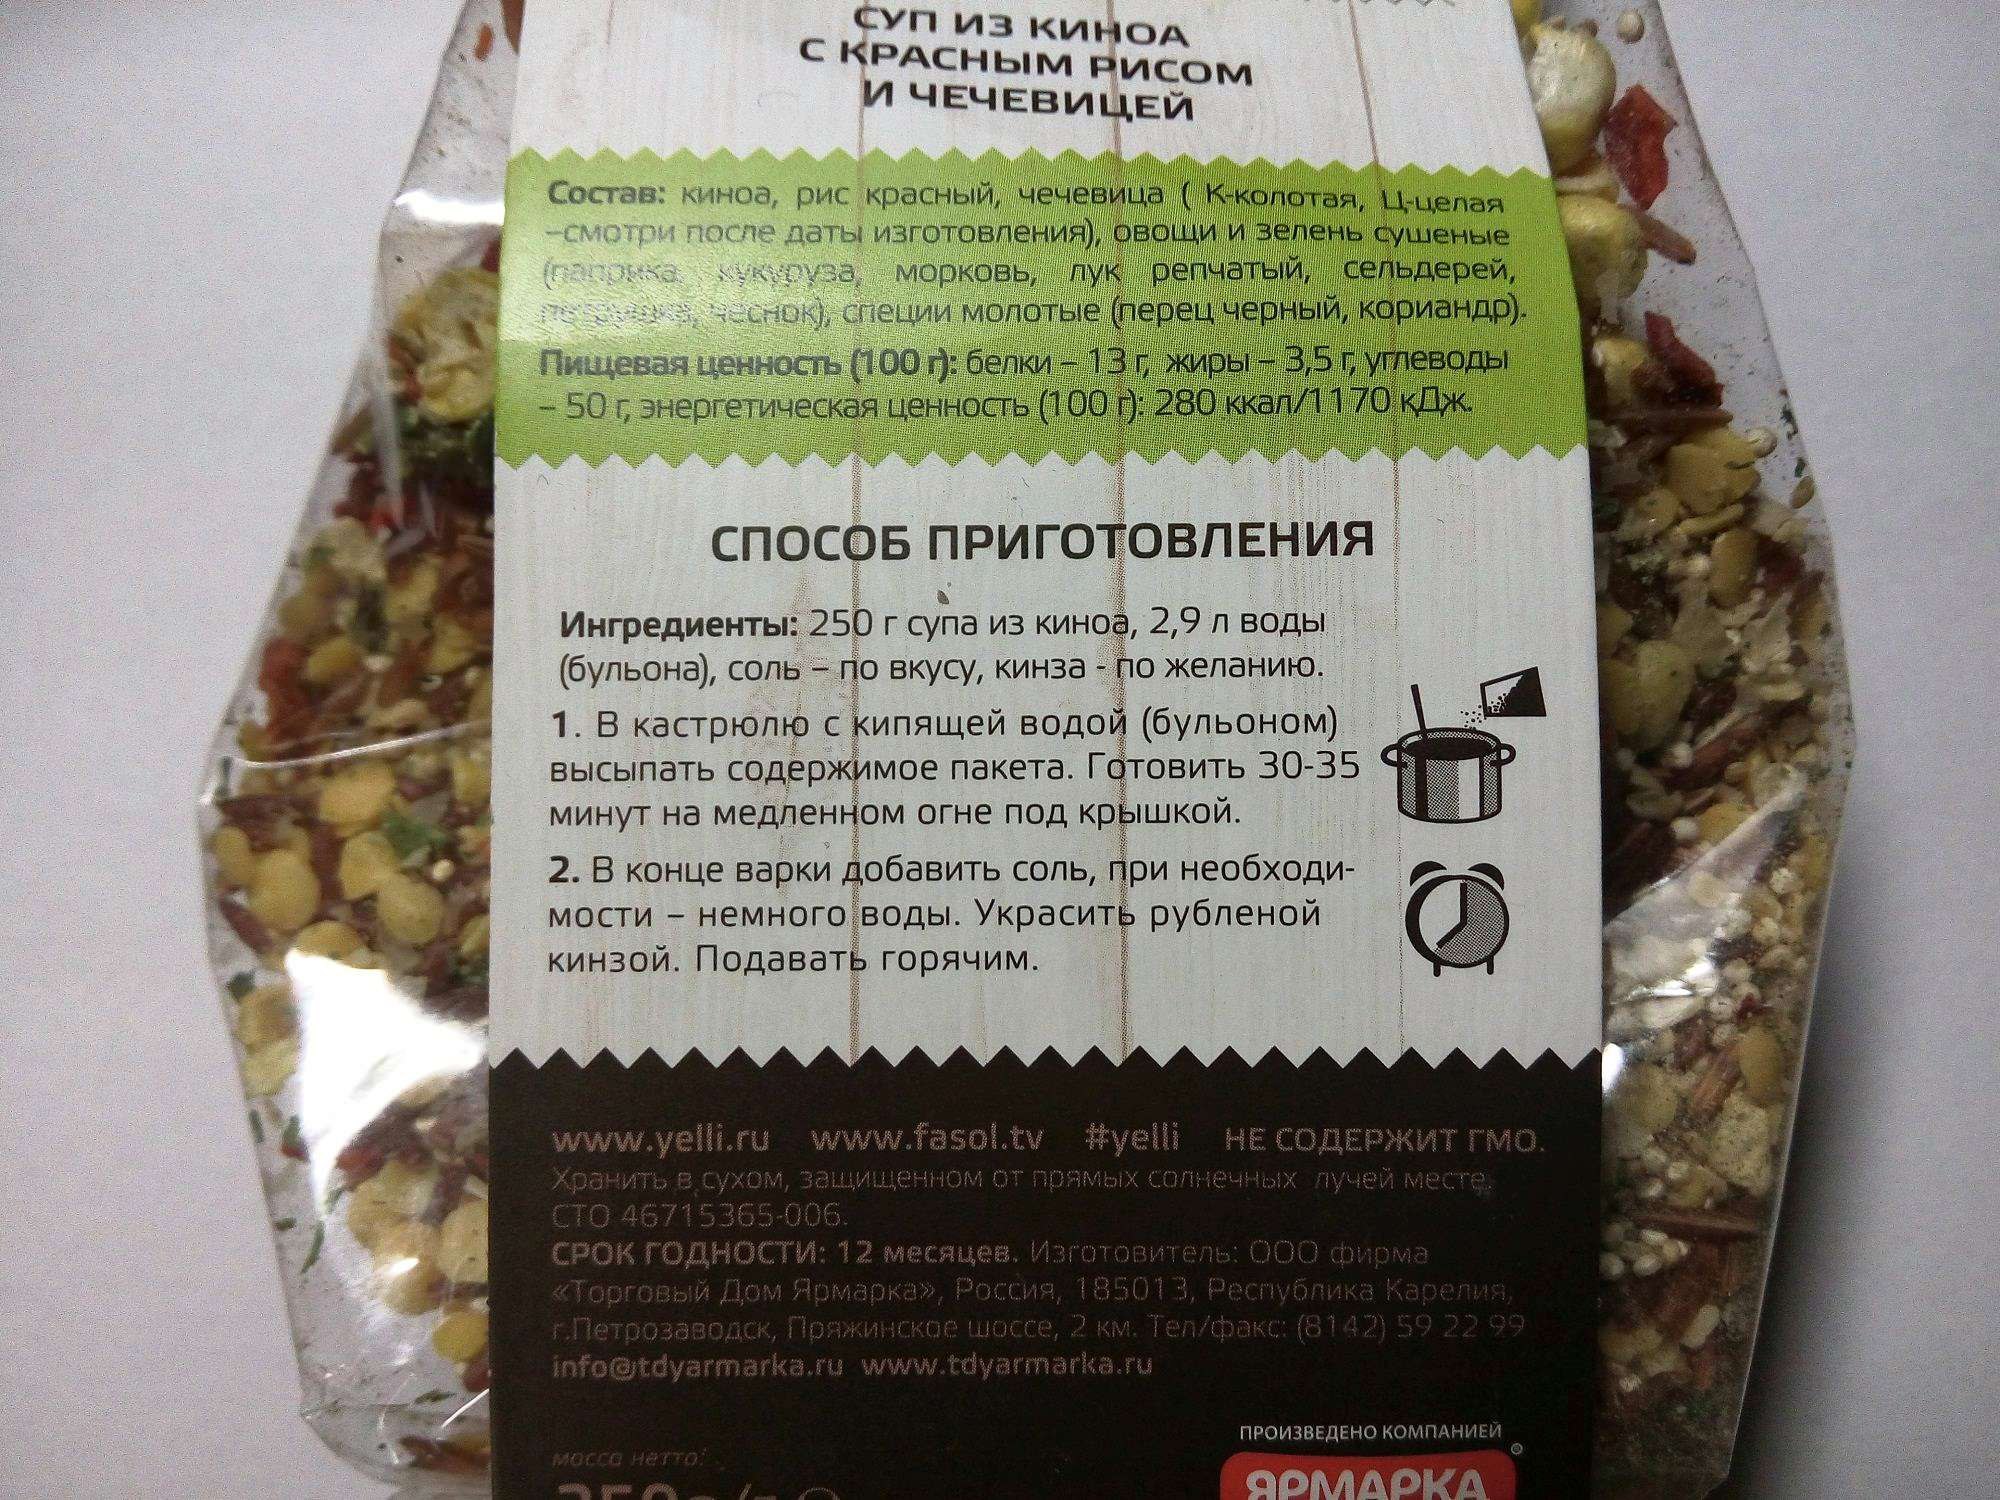 СУП ИЗ КИНОА
С КРАСНЫМ РИСОМ
И ЧЕЧЕВИЦЕЙ
Состав: киноа, рис красный, чечевица ( К-колотая, Ц-целая
–смотри после даты изготовления), овощи и зелень сушеные
(паприка, кукуруза, морковь, лук репчатый, сельдерей,
петрушка, чеснок), специи молотые (перец черный, кориандр).
Пищевая ценность (100 г): белки – 13 г, жиры – 3,5 г, углеводы
– 50 г, энергетическая ценность (100 г): 280 ккал/1170 кДж.
СПОСОБ ПРИГОТОВЛЕНИЯ
Ингредиенты: 250 г супа из киноа, 2,9 л воды
(бульона), соль – по вкусу, кинза - по желанию.
1. В кастрюлю с кипящей водой (бульоном)
высыпать содержимое пакета. Готовить 30-35
минут на медленном огне под крышкой.
2. В конце варки добавить соль, при необходи-
мости – немного воды. Украсить рубленой
кинзой. Подавать горячим.
www.yelli.ru www.fasol.tv #yelli НЕ СОДЕРЖИТ ГМО.
Хранить в сухом, защищенном от прямых солнечных лучей месте.
СТО 46715365-006.
СРОК ГОДНОСТИ: 12 месяцев. Изготовитель: ООО фирма
«Торговый Дом Ярмарка», Россия, 185013, Республика Карелия,
г.Петрозаводск, Пряжинское шоссе, 2 км. Тел/факс: (8142) 59 22 99
info@tdyarmarka.ru www.tdyarmarka.ru
ПРОИЗВЕДЕНО КОМПАНИЕЙ
масса нетто:
ЯРМАРКА